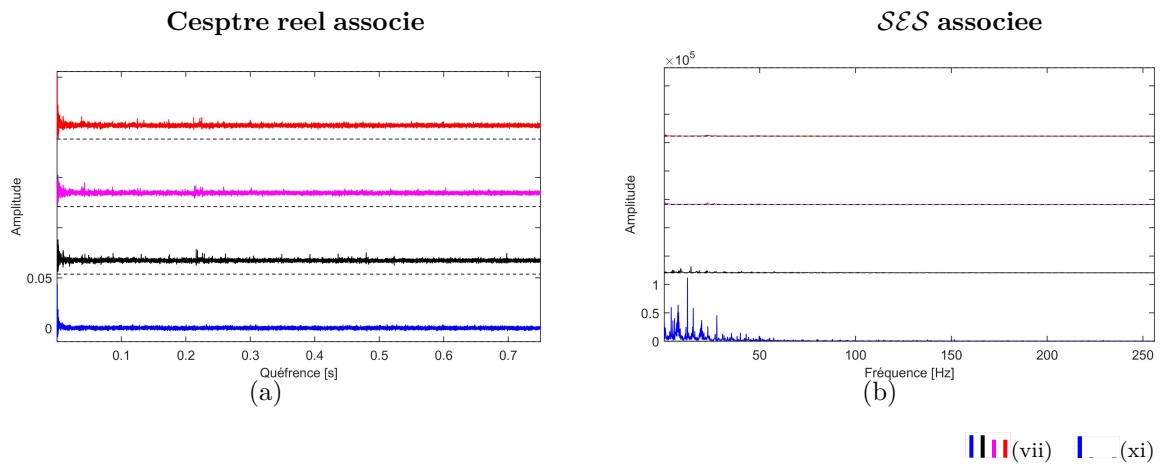 Cesptre reel associe
SES associee
Amplitude
0.05
0
0.1 0.2 0.3 0.4 0.5 0.6 0.7
Quéfrence [s]
(a)
×10⁵
Amplitude
1
0.5
0
0 50 100 150 200 250
Fréquence [Hz]
(b)
(vii) (xi)